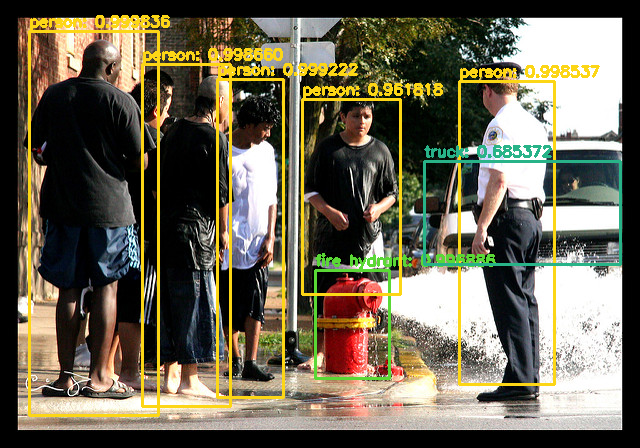 person: 0.999836
person: 0.998660
person: 0.999222
person: 0.961818
person: 0.998537
truck: 0.685372
fire hydrant: